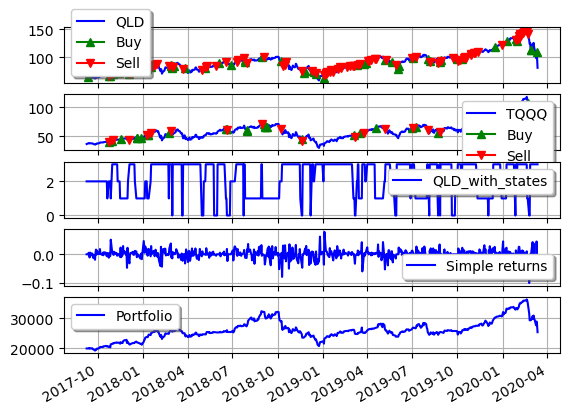 QLD
Buy
Sell
100
TQQQ
Buy
Sell
100
50
QLD_with_states
2
0
Simple returns
0.0
−0.1
Portfolio
30000
20000
2017-10
2018-01
2018-04
2018-07
2018-10
2019-01
2019-04
2019-07
2019-10
2020-01
2020-04